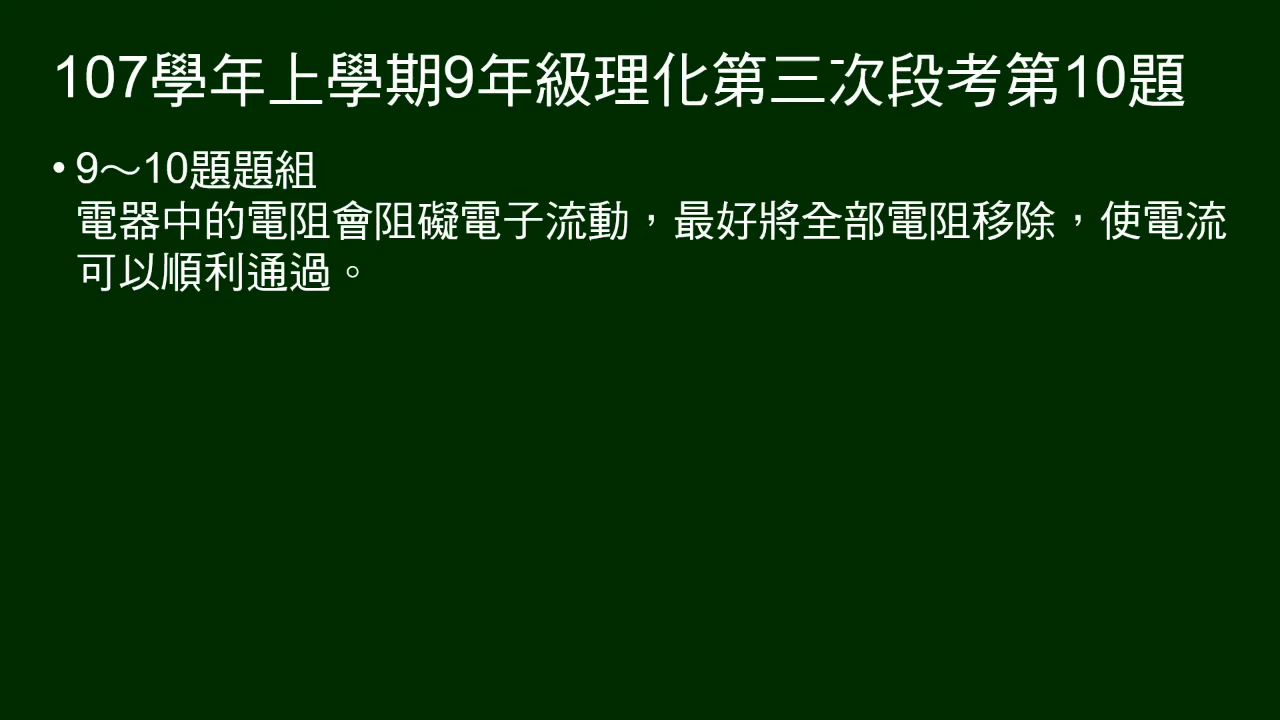 107學年上學期9年級理化第三次段考第10題
• 9～10題題組
電器中的電阻會阻礙電子流動，最好將全部電阻移除，使電流
可以順利通過。